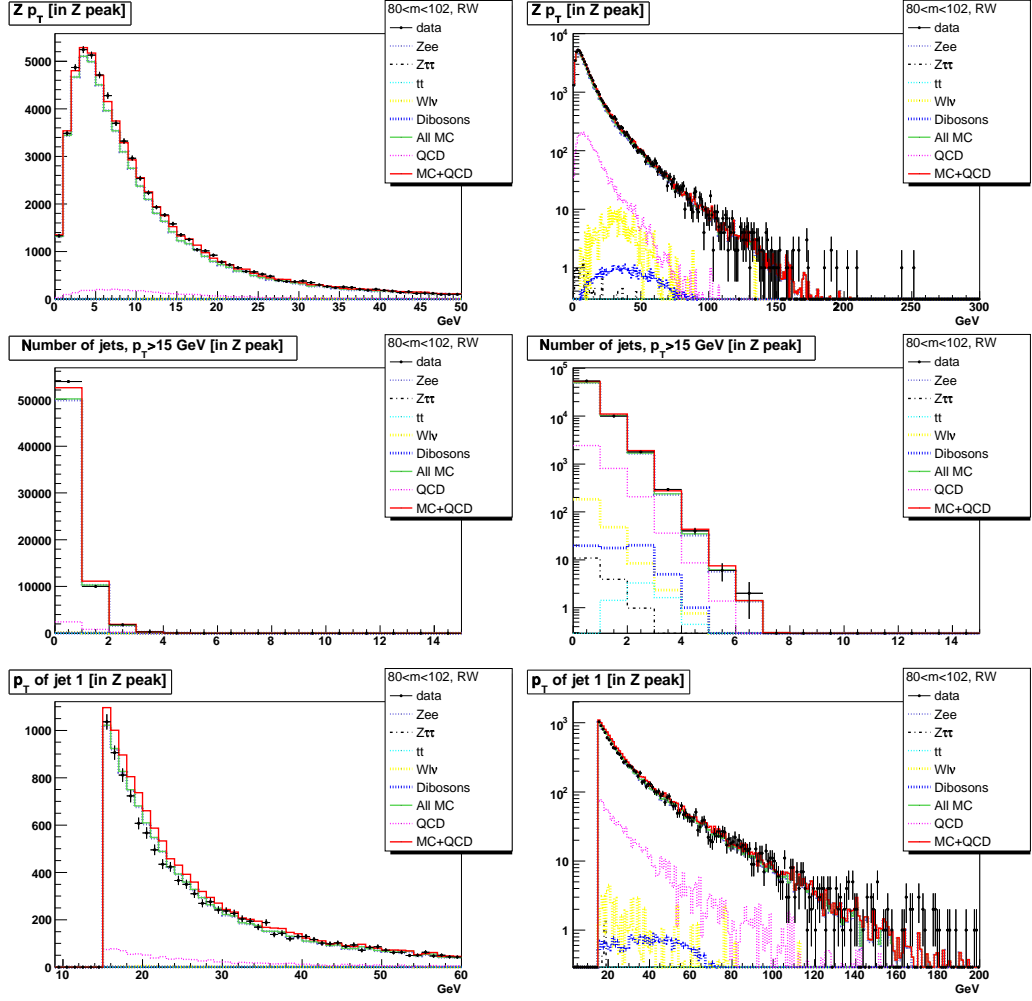 Z p_T [in Z peak]
80<m<102, RW
data
Zee
Zττ
tt
Wlν
Dibosons
All MC
QCD
MC+QCD
5000
4000
3000
2000
1000
0
0 5 10 15 20 25 30 35 40 45 50
GeV
Z p_T [in Z peak]
80<m<102, RW
data
Zee
Zττ
tt
Wlν
Dibosons
All MC
QCD
MC+QCD
10^4
10^3
10^2
10
1
0 50 100 150 200 250 300
GeV
Number of jets, p_T>15 GeV [in Z peak]
80<m<102, RW
data
Zee
Zττ
tt
Wlν
Dibosons
All MC
QCD
MC+QCD
50000
40000
30000
20000
10000
0
0 2 4 6 8 10 12 14
Number of jets, p_T>15 GeV [in Z peak]
80<m<102, RW
data
Zee
Zττ
tt
Wlν
Dibosons
All MC
QCD
MC+QCD
10^5
10^4
10^3
10^2
10
1
0 2 4 6 8 10 12 14
p_T of jet 1 [in Z peak]
80<m<102, RW
data
Zee
Zττ
tt
Wlν
Dibosons
All MC
QCD
MC+QCD
1000
800
600
400
200
0
10 20 30 40 50 60
GeV
p_T of jet 1 [in Z peak]
80<m<102, RW
data
Zee
Zττ
tt
Wlν
Dibosons
All MC
QCD
MC+QCD
10^3
10^2
10
1
20 40 60 80 100 120 140 160 180 200
GeV